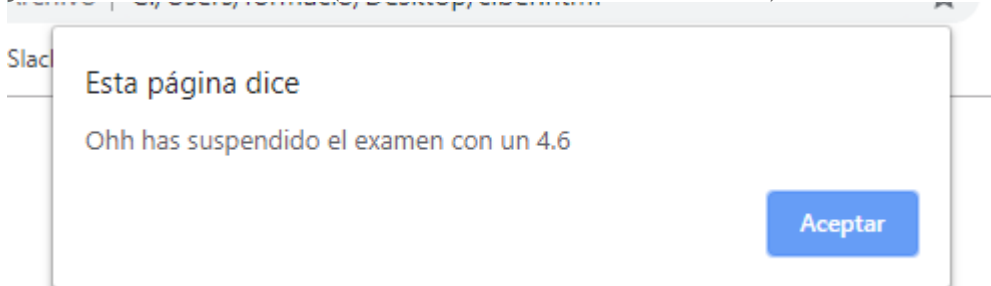 Slac
Esta página dice
Ohh has suspendido el examen con un 4.6
Aceptar